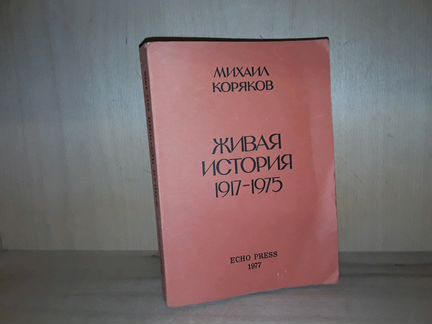 МИХАИЛ
КОРЯКОВ
ЖИВАЯ
ИСТОРИЯ
1917-1975
ECHO PRESS
1977